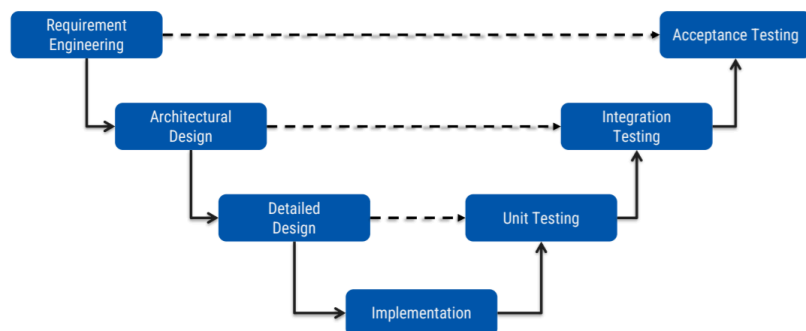 Requirement
Engineering
Acceptance Testing
Architectural
Design
Integration
Testing
Detailed
Design
Unit Testing
Implementation